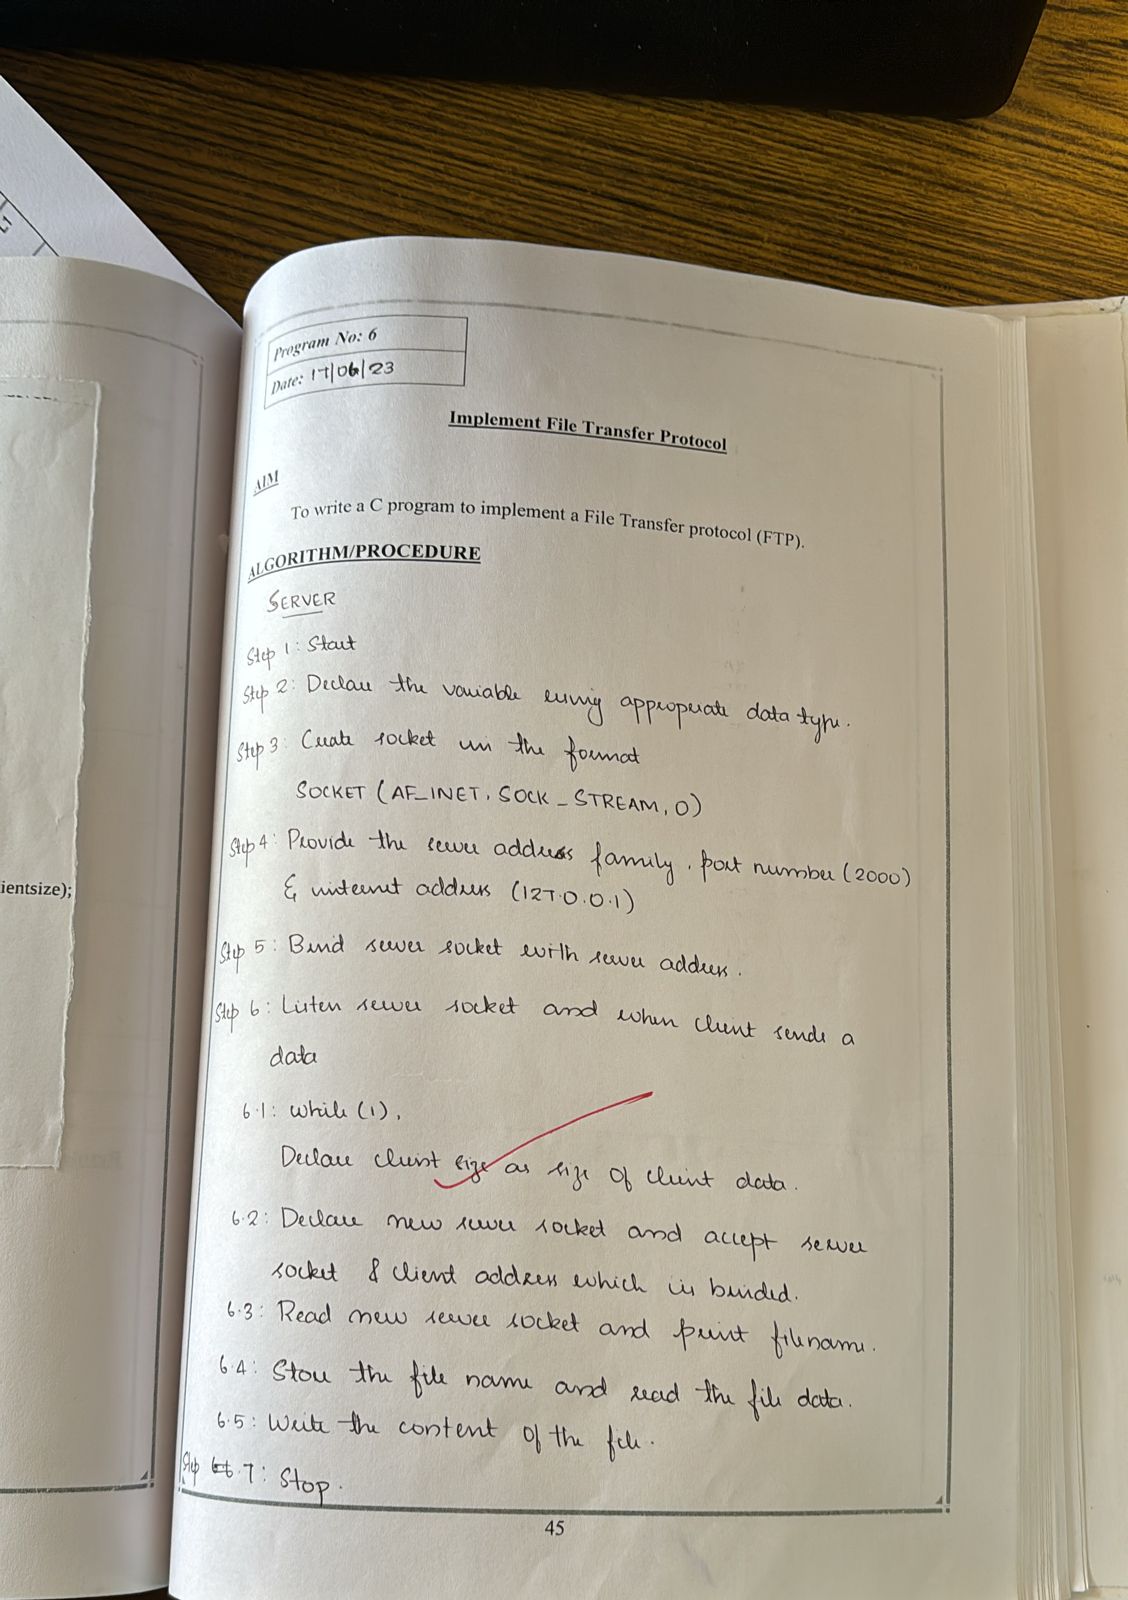 ientsize);
Program No: 6
Date: 17/06/23
Implement File Transfer Protocol
AIM
To write a C program to implement a File Transfer protocol (FTP).
ALGORITHM/PROCEDURE
SERVER
Step 1: Start
Step 2: Declare the variable using appropriate data type.
Step 3: Create socket in the format
SOCKET (AF_INET, SOCK_STREAM, 0)
Step 4: Provide the server address family, port number (2000)
& internet address (127.0.0.1)
Step 5: Bind server socket with server address.
Step 6: Listen server socket and when client sends a
data
6.1: while (1),
Declare client size as size of client data.
6.2: Declare new server socket and accept server
socket & client address which is binded.
6.3: Read new server socket and print filename.
6.4: Store the file name and read the file data.
6.5: Write the content of the file.
Step 7: Stop.
45